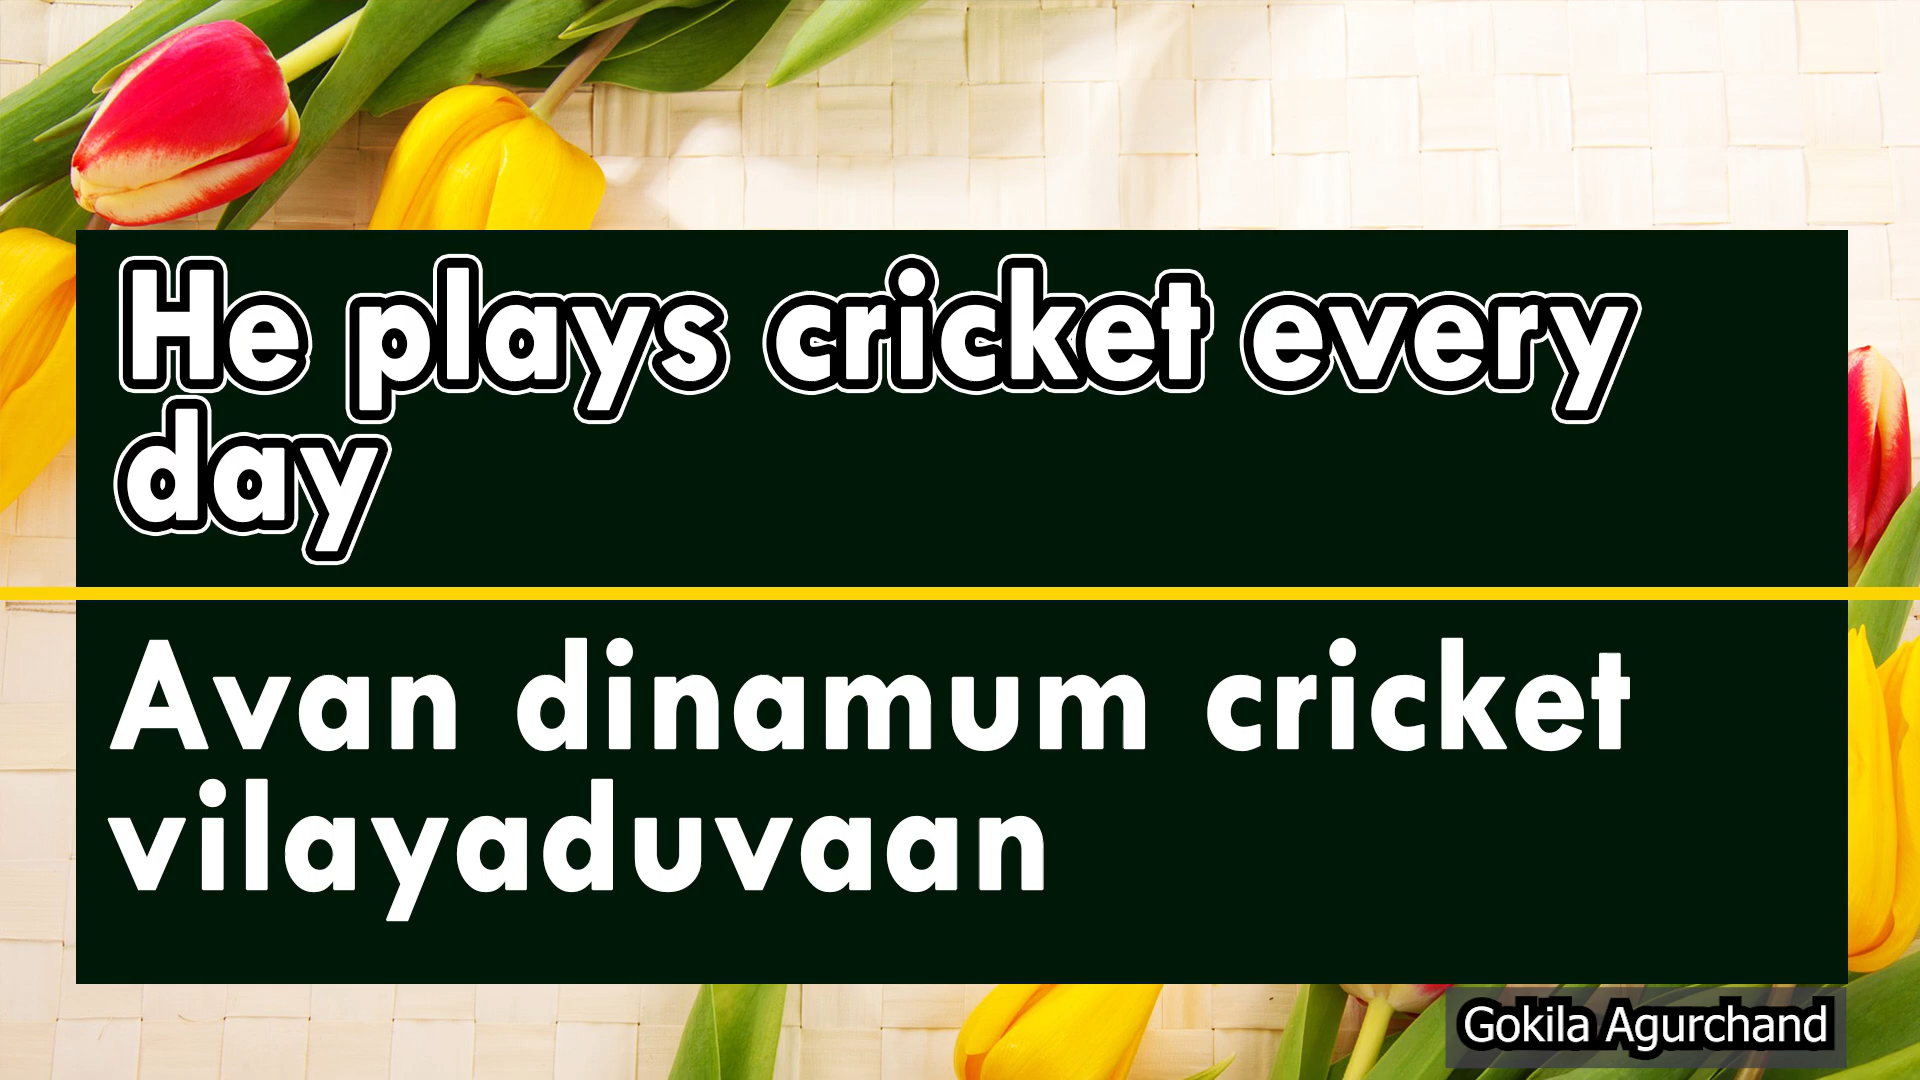 He plays cricket every
day
Avan dinamum cricket
vilayaduvaan
Gokila Agurchand